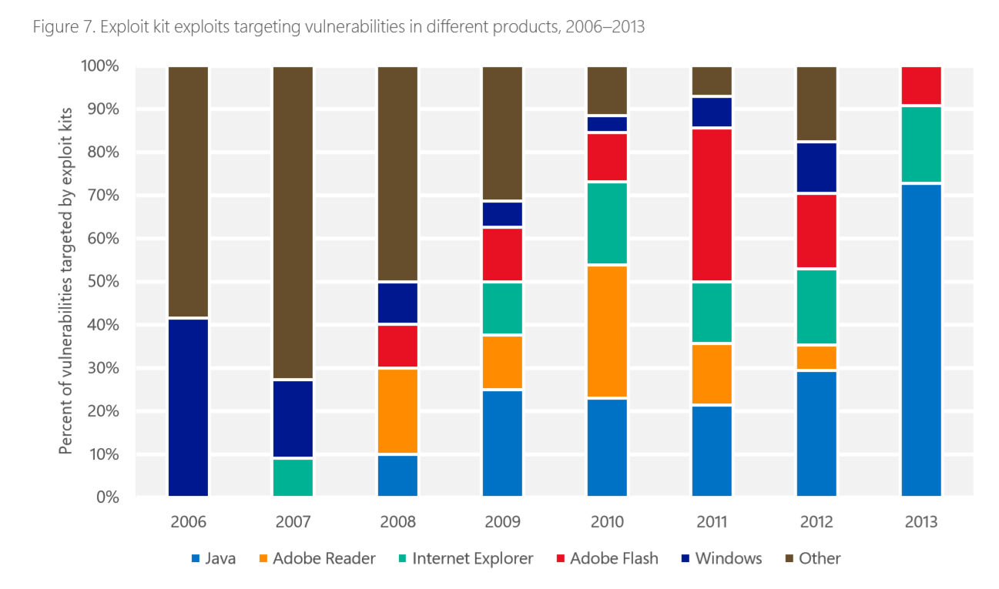 Figure 7. Exploit kit exploits targeting vulnerabilities in different products, 2006–2013
Percent of vulnerabilities targeted by exploit kits
100%
90%
80%
70%
60%
50%
40%
30%
20%
10%
0%
2006 2007 2008 2009 2010 2011 2012 2013
Java Adobe Reader Internet Explorer Adobe Flash Windows Other